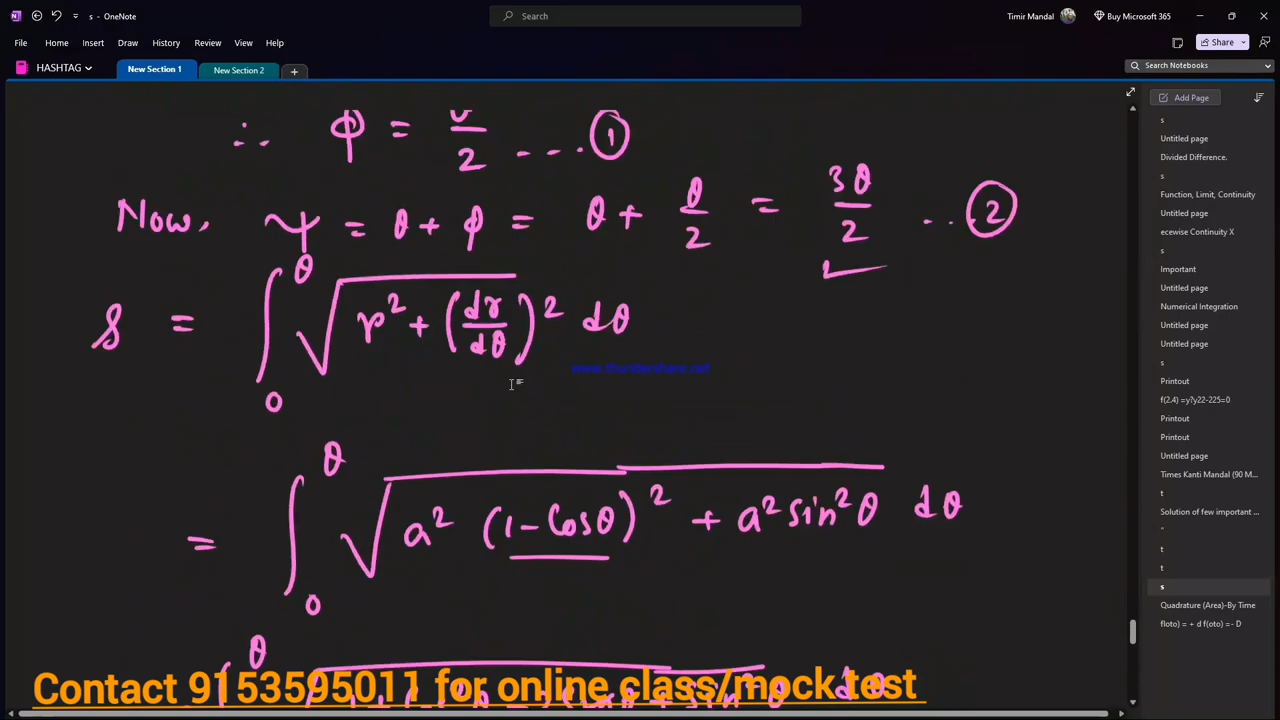 s - OneNote
Search
Timir Mandal
Buy Microsoft 365
File Home Insert Draw History Review View Help
Share
HASHTAG
New Section 1
New Section 2
+
Search Notebooks
Add Page
s
Untitled page
Divided Difference.
s
Function, Limit, Continuity
Untitled page
ecewise Continuity X
s
Important
Untitled page
Numerical Integration
Untitled page
Untitled page
s
Printout
f(2.4) =y?y22-225=0
Printout
Printout
Untitled page
Times Kanti Mandal (90 M...
t
Solution of few important ...
"
t
t
s
Quadrature (Area)-By Time
floto) = + d f(oto) =- D
∴ φ = θ/2 ... ①
Now, ψ = θ + φ = θ + θ/2 = 3θ/2 .. ②
S = ∫₀^θ √(r² + (dr/dθ)²) dθ
www.thundershare.net
= ∫₀^θ √(a² (1-Cosθ)² + a² sin²θ) dθ
Contact 9153595011 for online class/mock test